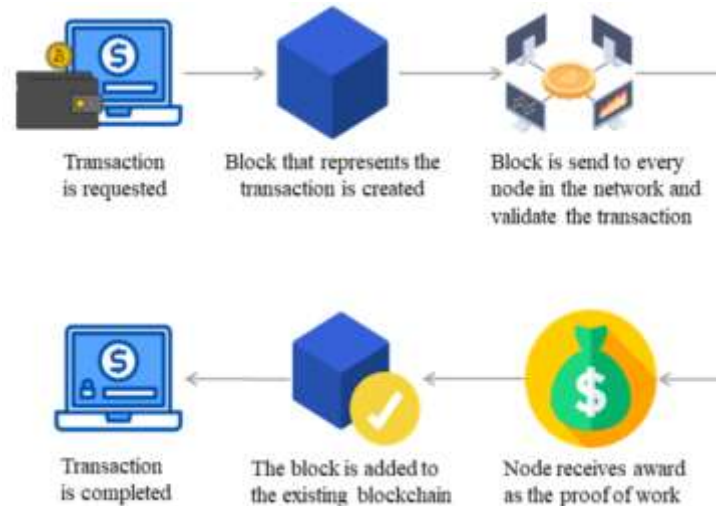 Transaction
is requested
Block that represents the
transaction is created
Block is send to every
node in the network and
validate the transaction
Transaction
is completed
The block is added to
the existing blockchain
Node receives award
as the proof of work